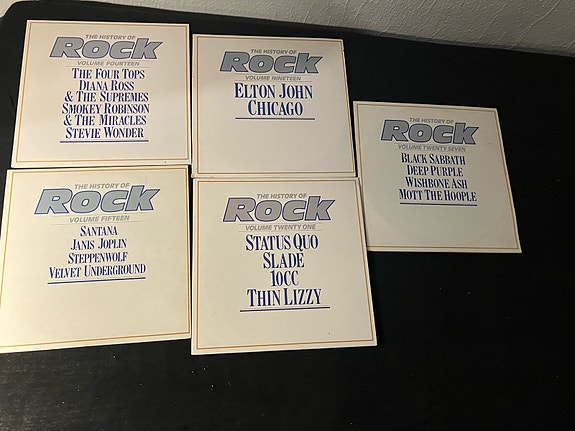 THE HISTORY OF
Rock
VOLUME FOURTEEN
THE FOUR TOPS
DIANA ROSS
& THE SUPREMES
SMOKEY ROBINSON
& THE MIRACLES
STEVIE WONDER
THE HISTORY OF
Rock
VOLUME NINETEEN
ELTON JOHN
CHICAGO
THE HISTORY OF
Rock
VOLUME TWENTY SEVEN
BLACK SABBATH
DEEP PURPLE
WISHBONE ASH
MOTT THE HOOPLE
THE HISTORY OF
Rock
VOLUME FIFTEEN
SANTANA
JANIS JOPLIN
STEPPENWOLF
VELVET UNDERGROUND
THE HISTORY OF
Rock
VOLUME TWENTY ONE
STATUS QUO
SLADE
10CC
THIN LIZZY